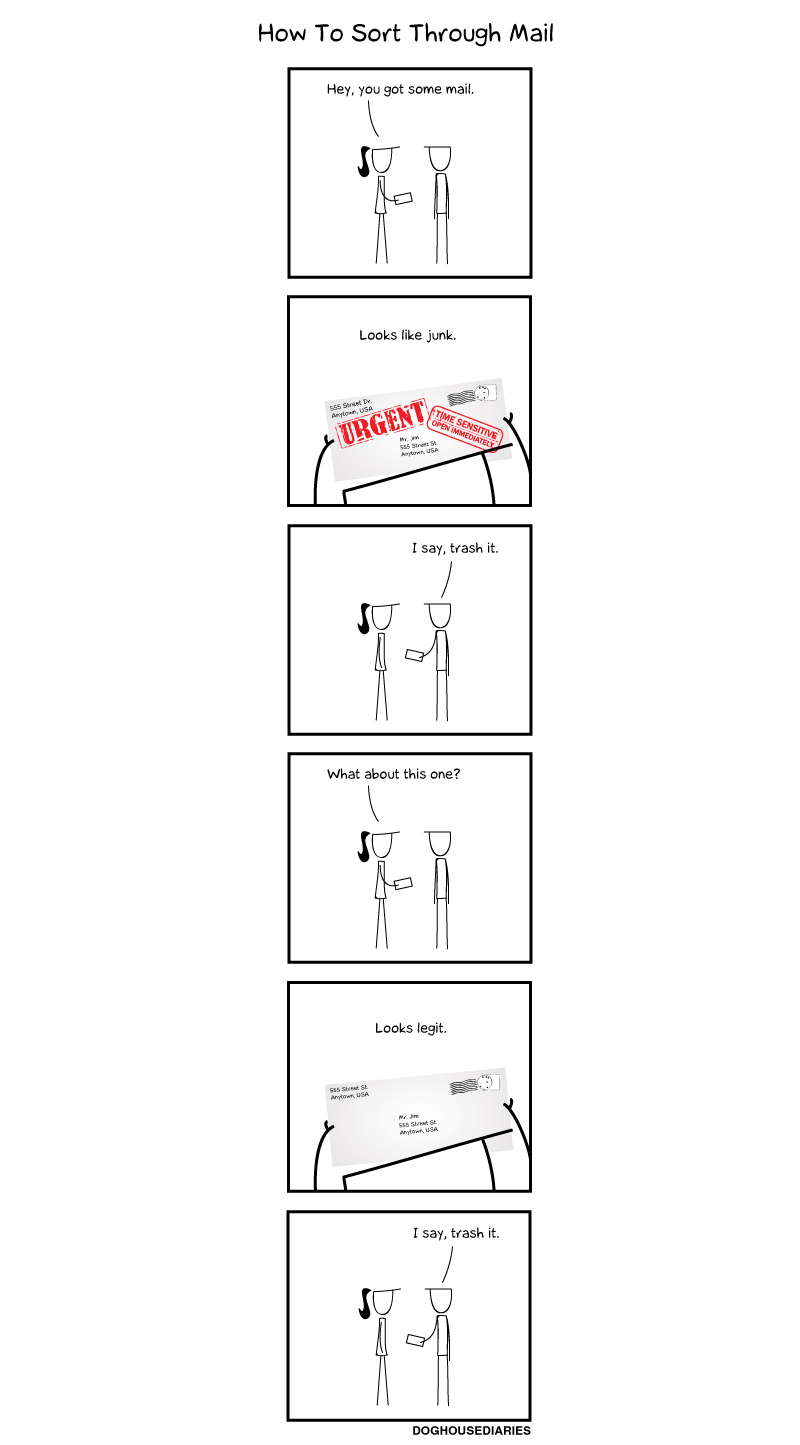 How To Sort Through Mail
Hey, you got some mail.
Looks like junk.
555 Street Dr.
Anytown, USA
URGENT
TIME SENSITIVE
OPEN IMMEDIATELY
Mr. Jim
555 Street St.
Anytown, USA
I say, trash it.
What about this one?
Looks legit.
555 Street St.
Anytown, USA
Mr. Jim
555 Street St.
Anytown, USA
I say, trash it.
DOGHOUSEDIARIES